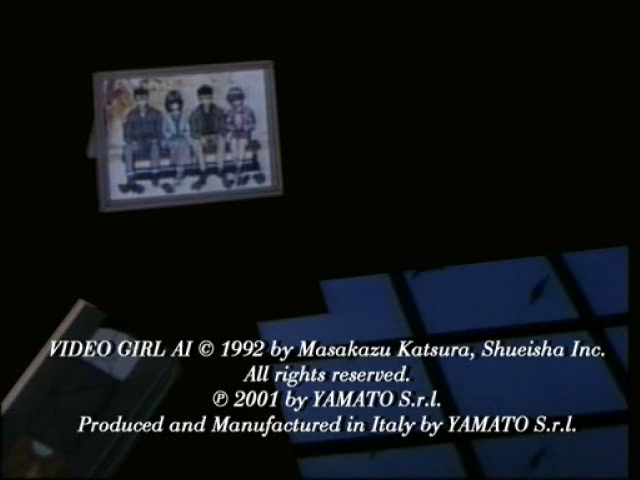 VIDEO GIRL AI © 1992 by Masakazu Katsura, Shueisha Inc.
All rights reserved.
℗ 2001 by YAMATO S.r.l.
Produced and Manufactured in Italy by YAMATO S.r.l.